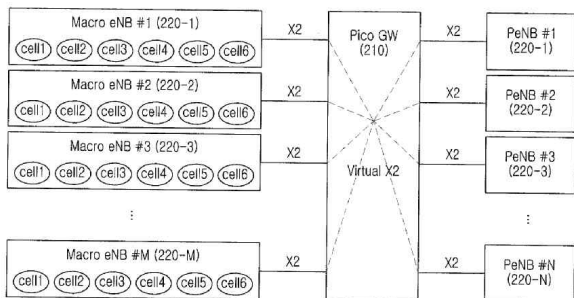 Macro eNB #1 (220-1)
cell1 cell2 cell3 cell4 cell5 cell6
X2
Pico GW
(210)
X2
PeNB #1
(220-1)
Macro eNB #2 (220-2)
cell1 cell2 cell3 cell4 cell5 cell6
X2
X2
PeNB #2
(220-2)
Macro eNB #3 (220-3)
cell1 cell2 cell3 cell4 cell5 cell6
X2
Virtual X2
X2
PeNB #3
(220-3)
Macro eNB #M (220-M)
cell1 cell2 cell3 cell4 cell5 cell6
X2
X2
PeNB #N
(220-N)